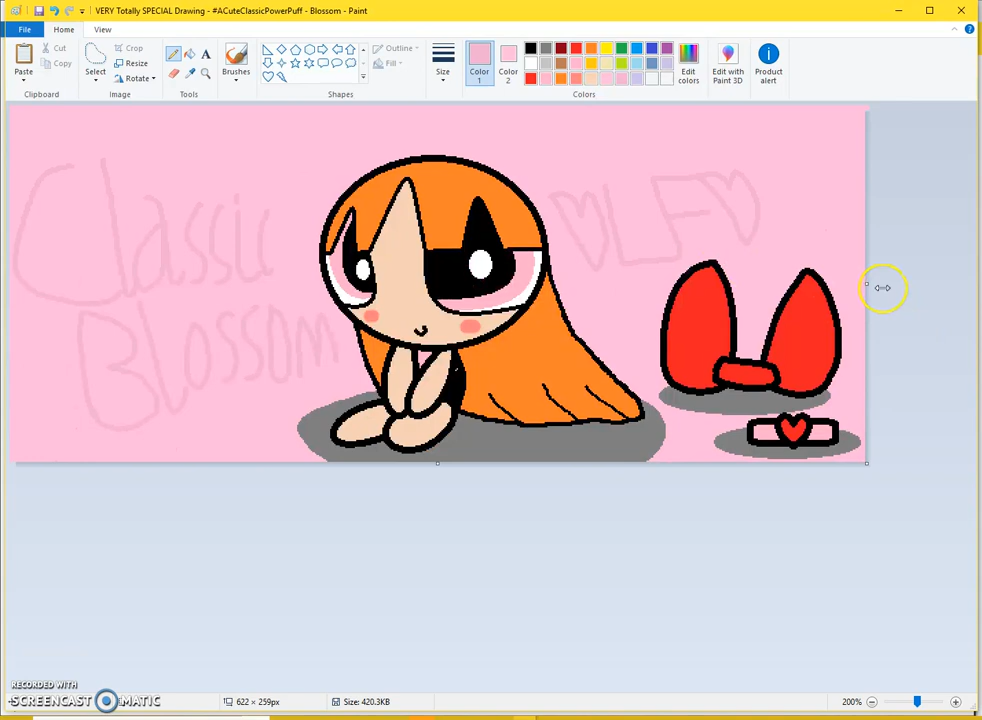 VERY Totally SPECIAL Drawing - #ACuteClassicPowerPuff - Blossom - Paint
File Home View
Paste
Cut
Copy
Clipboard
Select
Crop
Resize
Rotate
Image
Tools
Brushes
Shapes
Outline
Fill
Size
Color 1
Color 2
Colors
Edit colors
Edit with Paint 3D
Product alert
Classic
Blossom
RECORDED WITH
SCREENCAST MATIC
622 × 259px
Size: 420.3KB
200%